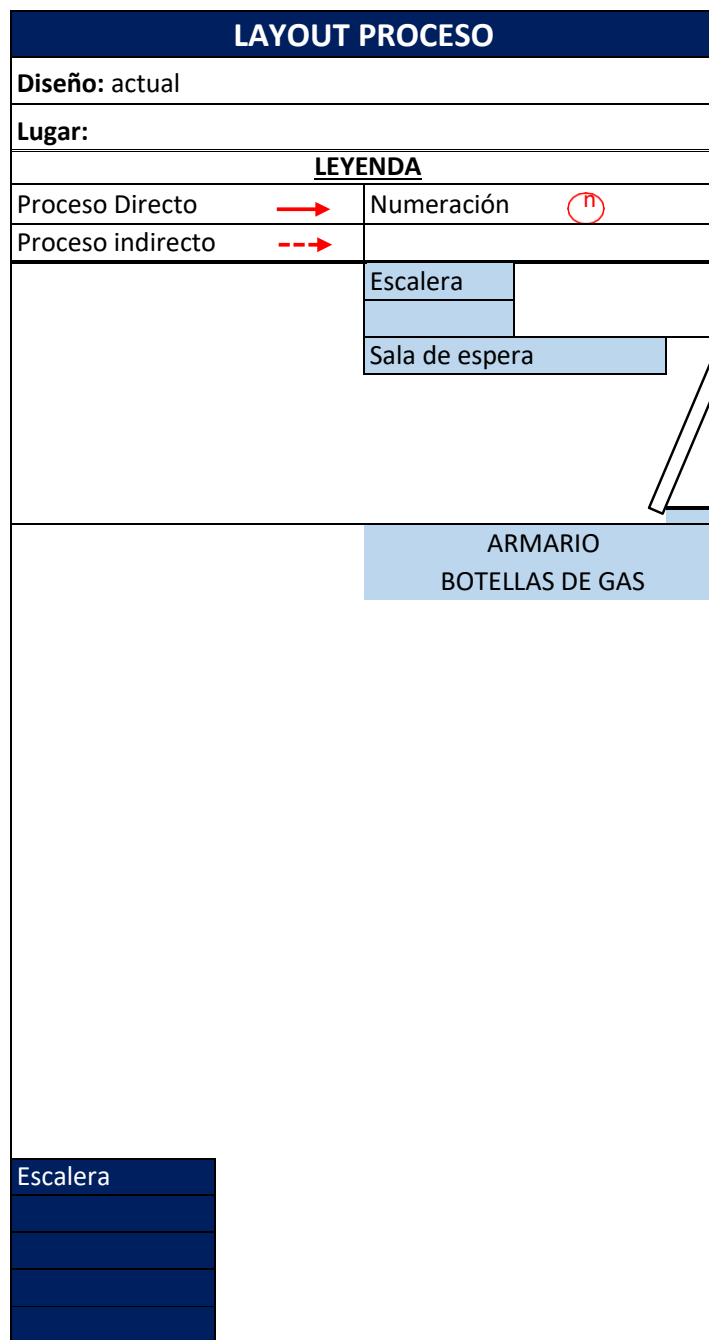 LAYOUT PROCESO
Diseño: actual
Lugar:
LEYENDA
Proceso Directo Numeración n
Proceso indirecto
Escalera
Sala de espera
ARMARIO
BOTELLAS DE GAS
Escalera